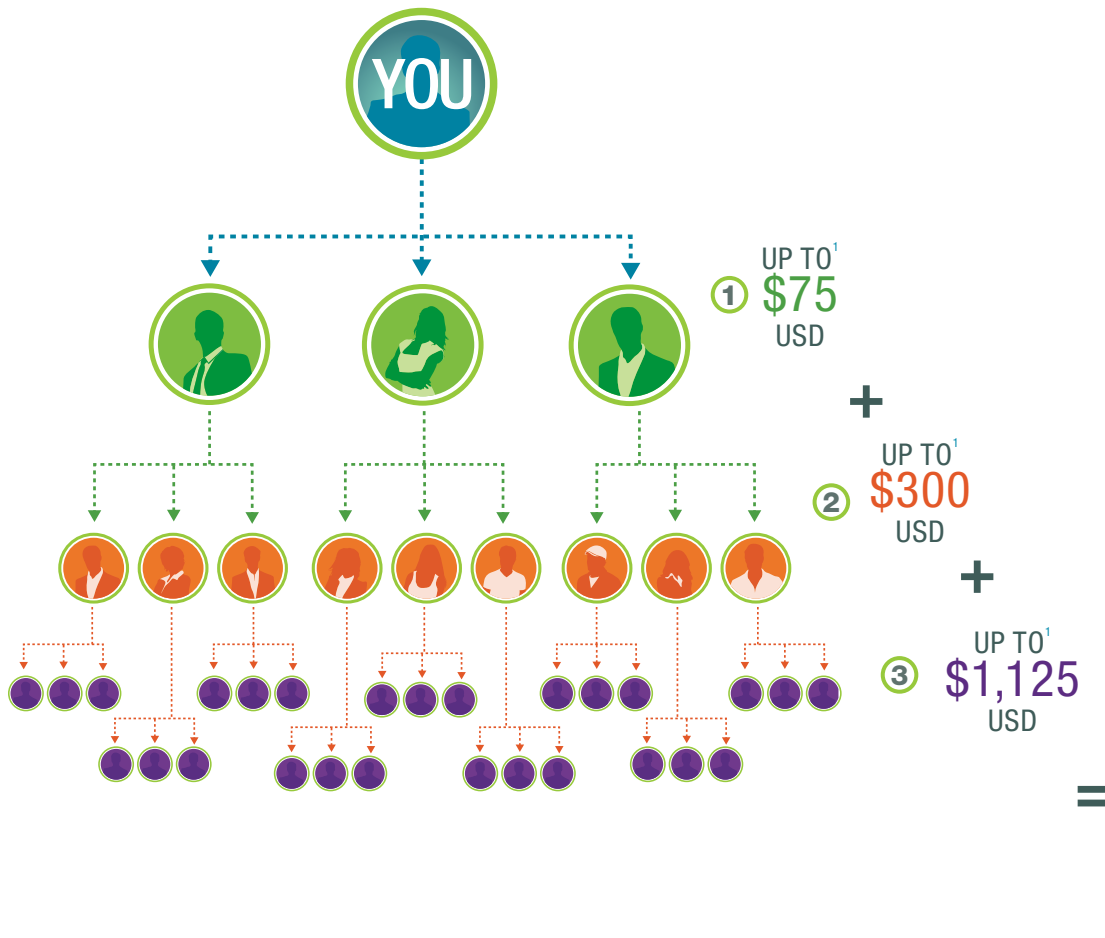 YOU
UP TO¹
1 $75
USD
+
UP TO¹
2 $300
USD
+
UP TO¹
3 $1,125
USD
=